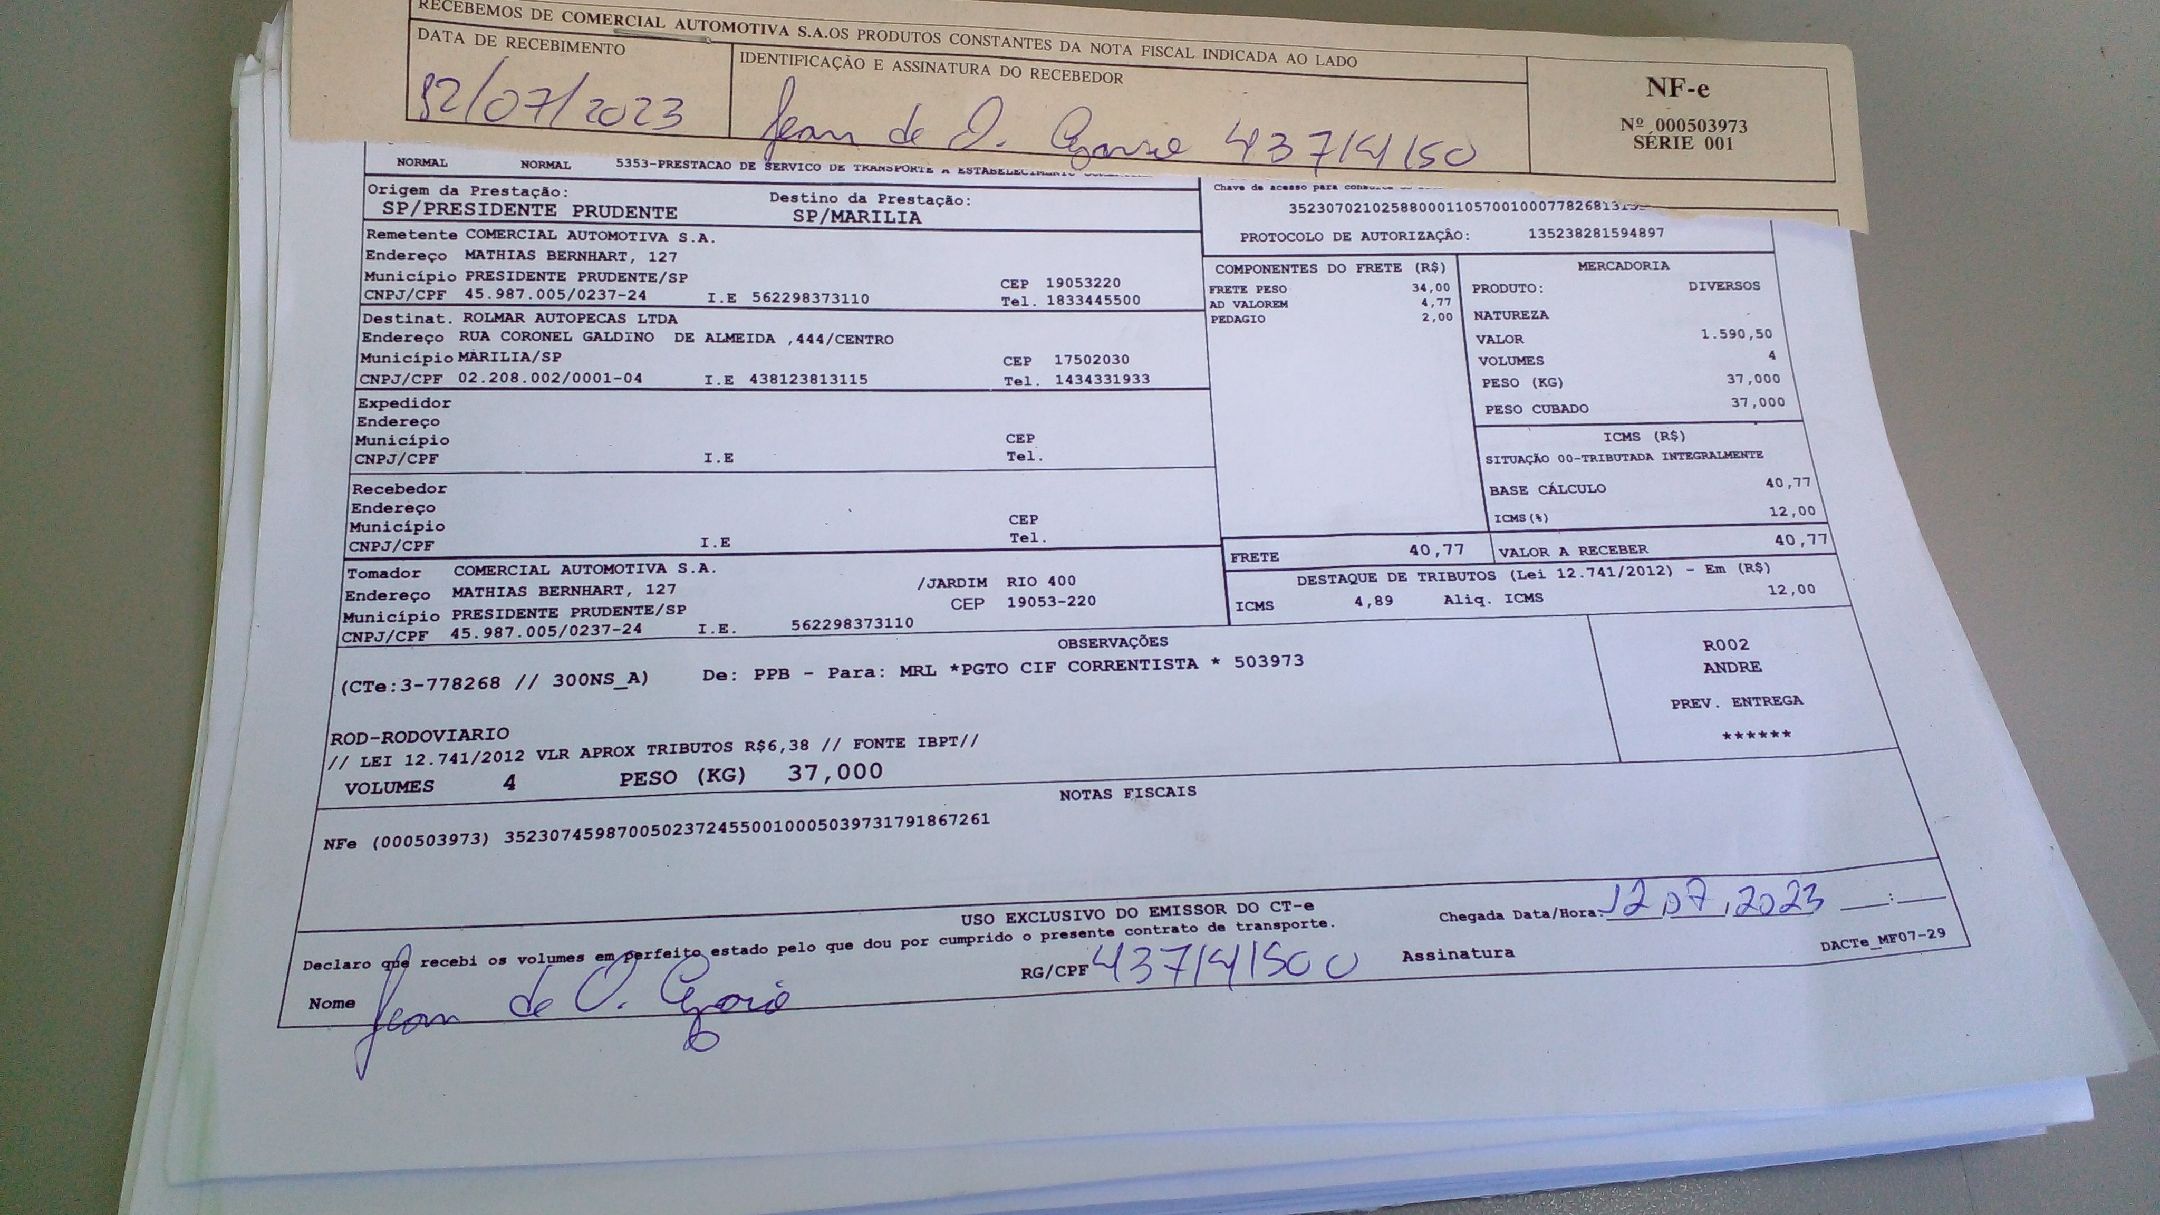 RECEBEMOS DE COMERCIAL AUTOMOTIVA S.A.OS PRODUTOS CONSTANTES DA NOTA FISCAL INDICADA AO LADO
DATA DE RECEBIMENTO
12/07/2023
IDENTIFICAÇÃO E ASSINATURA DO RECEBEDOR
Jean de O.
NF-e
Nº 000503973
SÉRIE 001
NORMAL NORMAL 5353-PRESTACAO DE SERVICO DE TRANSPORTE A ESTABELECIMENTO
Origem da Prestação: Destino da Prestação:
SP/PRESIDENTE PRUDENTE SP/MARILIA
Remetente COMERCIAL AUTOMOTIVA S.A.
Endereço MATHIAS BERNHART, 127
Município PRESIDENTE PRUDENTE/SP CEP 19053220
CNPJ/CPF 45.987.005/0237-24 I.E 562298373110 Tel. 1833445500
Destinat. ROLMAR AUTOPECAS LTDA
Endereço RUA CORONEL GALDINO DE ALMEIDA ,444/CENTRO
Município MARILIA/SP CEP 17502030
CNPJ/CPF 02.208.002/0001-04 I.E 438123813115 Tel. 1434331933
Expedidor
Endereço
Município CEP
CNPJ/CPF I.E Tel.
Recebedor
Endereço
Município CEP
CNPJ/CPF I.E Tel.
Tomador COMERCIAL AUTOMOTIVA S.A.
Endereço MATHIAS BERNHART, 127 /JARDIM RIO 400
Município PRESIDENTE PRUDENTE/SP CEP 19053-220
CNPJ/CPF 45.987.005/0237-24 I.E. 562298373110
Chave de acesso para
PROTOCOLO DE AUTORIZAÇÃO: 135238281594897
COMPONENTES DO FRETE (R$)
FRETE PESO 34,00
AD VALOREM 4,77
PEDAGIO 2,00
MERCADORIA
PRODUTO: DIVERSOS
NATUREZA
VALOR 1.590,50
VOLUMES 4
PESO (KG) 37,000
PESO CUBADO 37,000
ICMS (R$)
SITUAÇÃO 00-TRIBUTADA INTEGRALMENTE
BASE CÁLCULO 40,77
ICMS(%) 12,00
FRETE 40,77 VALOR A RECEBER 40,77
DESTAQUE DE TRIBUTOS (Lei 12.741/2012) - Em (R$)
ICMS 4,89 Aliq. ICMS 12,00
OBSERVAÇÕES
(CTe:3-778268 // 300NS_A) De: PPB - Para: MRL *PGTO CIF CORRENTISTA * 503973
ROD-RODOVIARIO
// LEI 12.741/2012 VLR APROX TRIBUTOS R$6,38 // FONTE IBPT//
VOLUMES 4 PESO (KG) 37,000
R002
ANDRE
PREV. ENTREGA
******
NOTAS FISCAIS
NFe (000503973) 35230745987005023724550010005039731791867261
USO EXCLUSIVO DO EMISSOR DO CT-e
Declaro que recebi os volumes em perfeito estado pelo que dou por cumprido o presente contrato de transporte.
Chegada Data/Hora: 12,07,2023 __:__
Nome Jean de O. RG/CPF Assinatura
DACTe_MF07-29